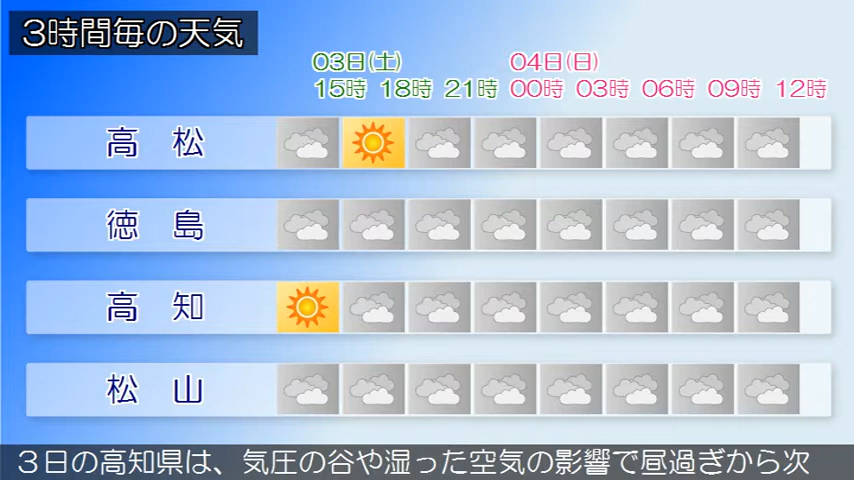 3時間毎の天気
03日(土) 04日(日)
15時 18時 21時 00時 03時 06時 09時 12時
高松
徳島
高知
松山
3日の高知県は、気圧の谷や湿った空気の影響で昼過ぎから次